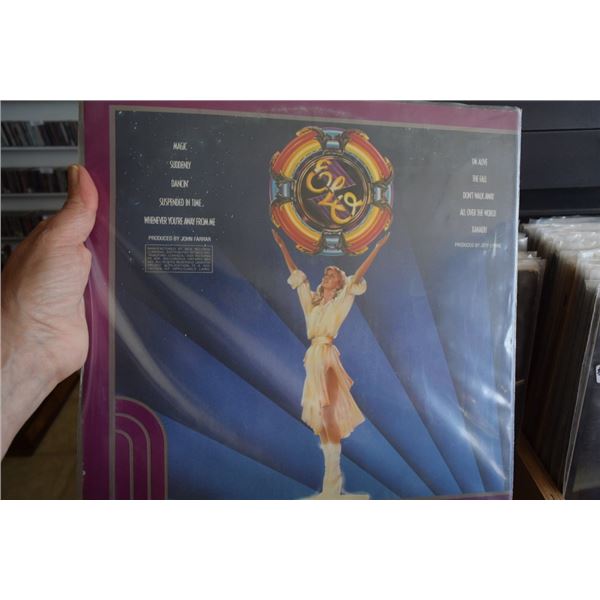 MAGIC
SUDDENLY
DANCIN'
SUSPENDED IN TIME
WHENEVER YOU'RE AWAY FROM ME
PRODUCED BY JOHN FARRAR
ELO
I'M ALIVE
THE FALL
DON'T WALK AWAY
ALL OVER THE WORLD
XANADU
PRODUCED BY JEFF LYNNE